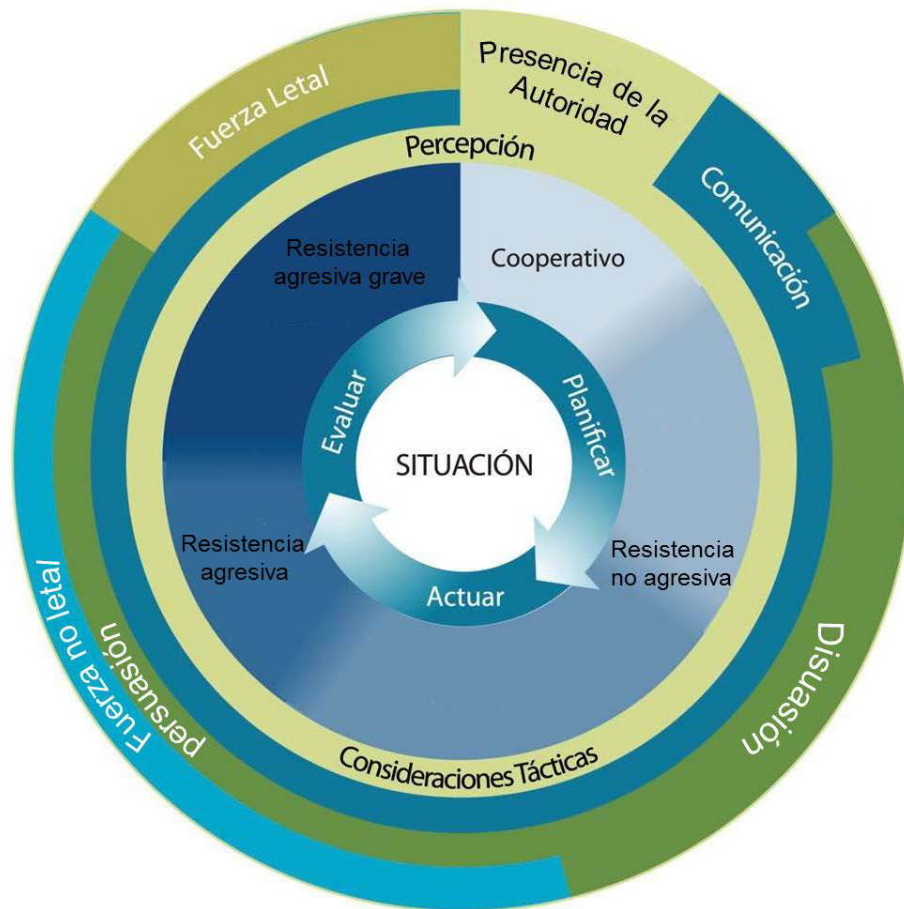 Fuerza Letal
Presencia de la
Autoridad
Comunicación
Percepción
Resistencia
agresiva grave
Cooperativo
Evaluar
Planificar
SITUACIÓN
Resistencia
agresiva
Resistencia
no agresiva
Actuar
Fuerza no letal
persuasión
Disuasión
Consideraciones Tácticas